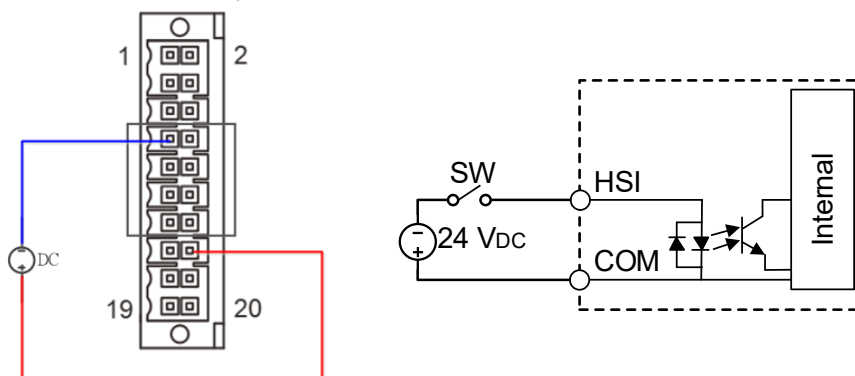 1 2
SW
HSI
24 VDC
DC
COM
Internal
19 20